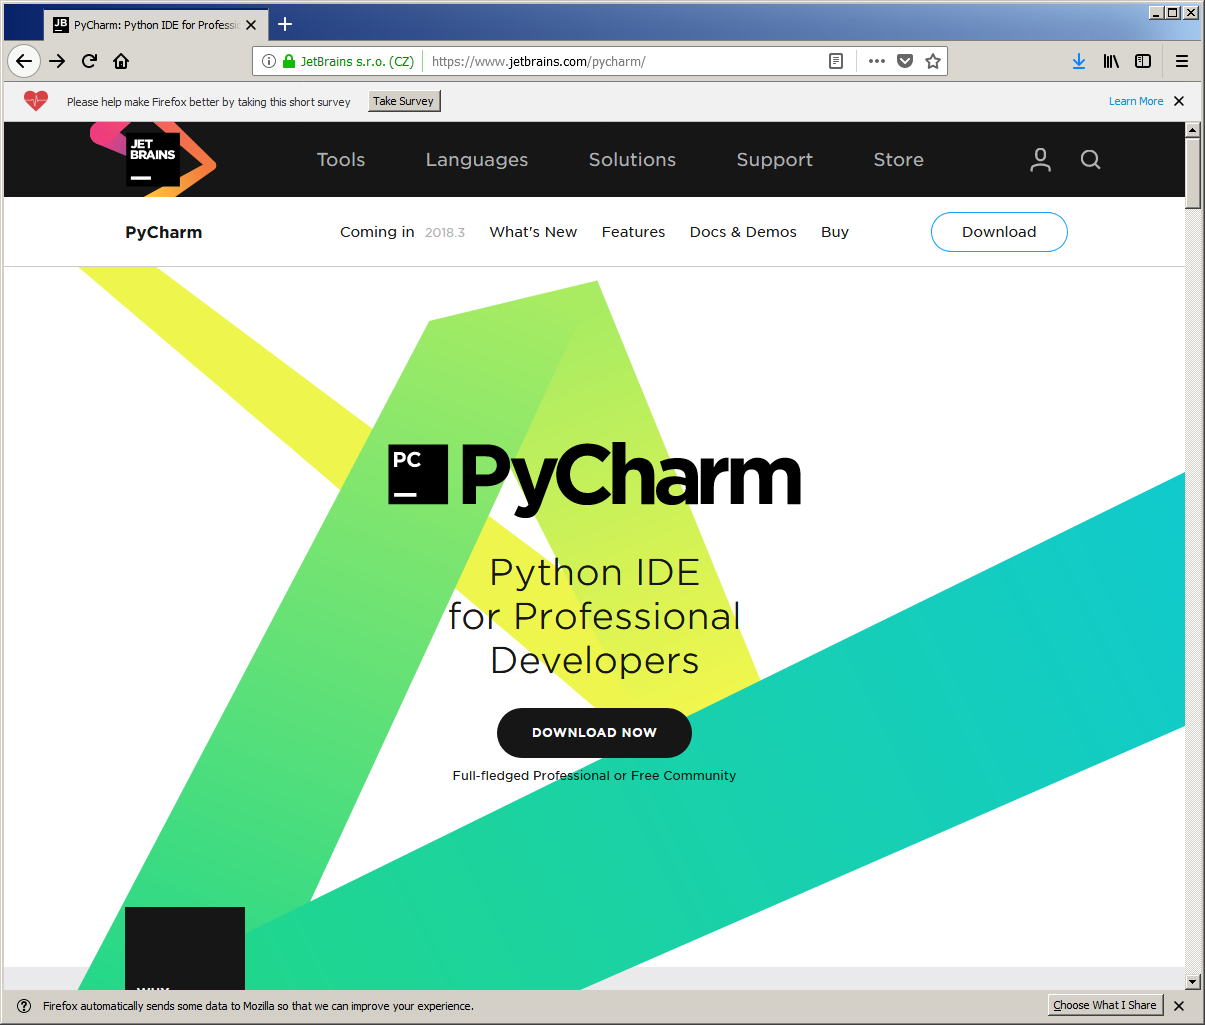 PyCharm: Python IDE for Professio
JetBrains s.r.o. (CZ) https://www.jetbrains.com/pycharm/
Please help make Firefox better by taking this short survey Take Survey Learn More
JET
BRAINS
Tools Languages Solutions Support Store
PyCharm Coming in 2018.3 What's New Features Docs & Demos Buy Download
PC PyCharm
Python IDE
for Professional
Developers
DOWNLOAD NOW
Full-fledged Professional or Free Community
WHY
Firefox automatically sends some data to Mozilla so that we can improve your experience. Choose What I Share